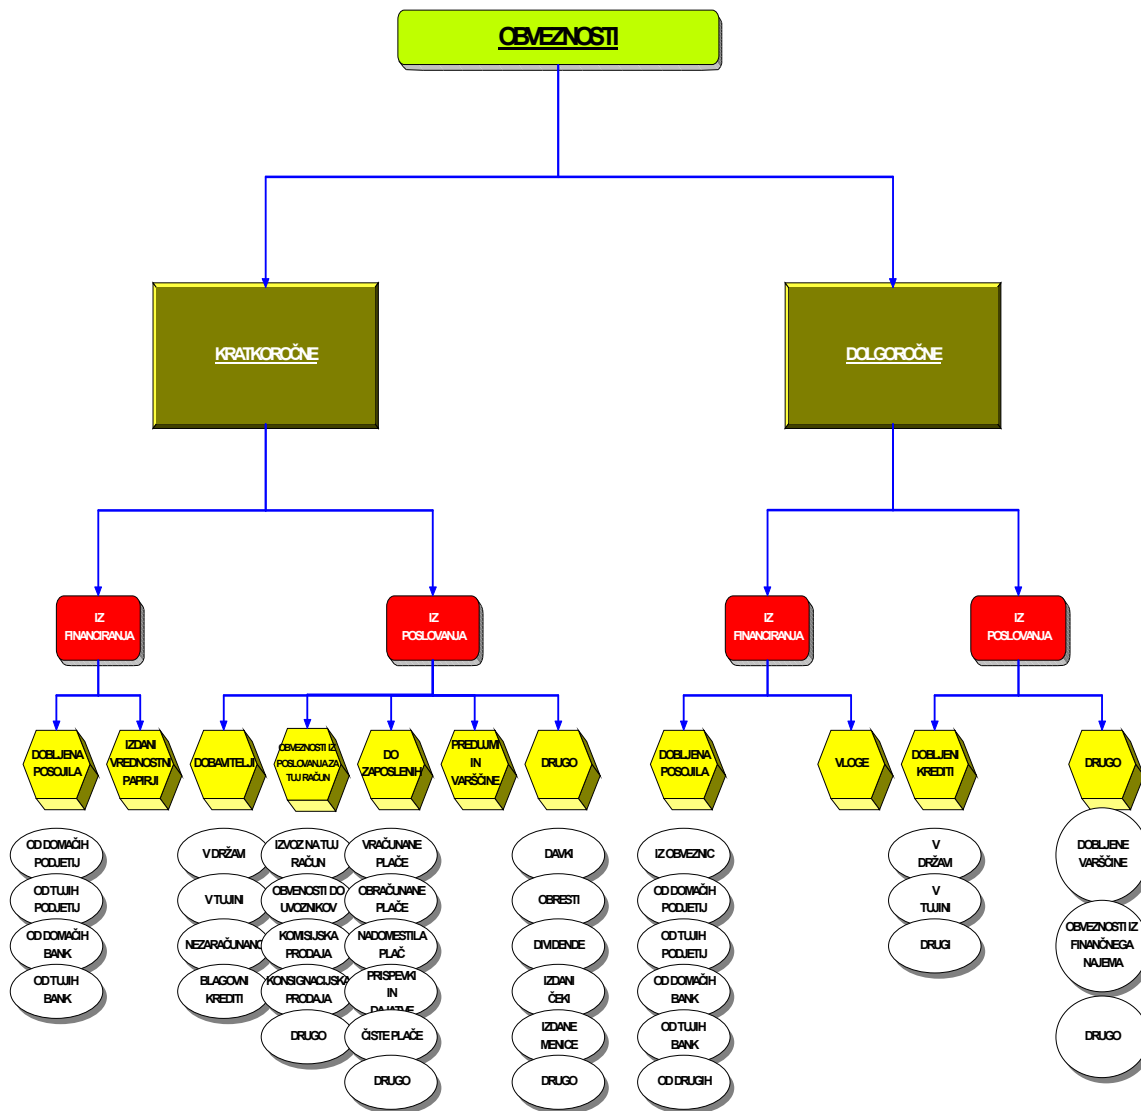 OBVEZNOSTI
KRATKOROČNE
DOLGOROČNE
IZ
FINANCIRANJA
IZ
POSLOVANJA
IZ
FINANCIRANJA
IZ
POSLOVANJA
DOBLJENA
POSOJILA
IZDANI
VREDNOSTNI
PAPIRJI
DOBAVITELJI
OBVEZNOSTI IZ
POSLOVANJA ZA
TUJ RAČUN
DO
ZAPOSLENIH
PREDUJMI
IN
VARŠČINE
DRUGO
DOBLJENA
POSOJILA
VLOGE
DOBLJENI
KREDITI
DRUGO
OD DOMAČIH
PODJETIJ
OD TUJIH
PODJETIJ
OD DOMAČIH
BANK
OD TUJIH
BANK
V DRŽAVI
V TUJINI
NEZARAČUNANO
BLAGOVNI
KREDITI
IZVOZ NA TUJ
RAČUN
OBVENOSTI DO
UVOZNIKOV
KOMISIJSKA
PRODAJA
KONSIGNACIJSKA
PRODAJA
DRUGO
VRAČUNANE
PLAČE
OBRAČUNANE
PLAČE
NADOMESTILA
PLAČ
PRISPEVKI
IN
DAJATVE
ČISTE PLAČE
DRUGO
DAVKI
OBRESTI
DIVIDENDE
IZDANI
ČEKI
IZDANE
MENICE
DRUGO
IZ OBVEZNIC
OD DOMAČIH
PODJETIJ
OD TUJIH
PODJETIJ
OD DOMAČIH
BANK
OD TUJIH
BANK
OD DRUGIH
V
DRŽAVI
V
TUJINI
DRUGI
DOBLJENE
VARŠČINE
OBVEZNOSTI IZ
FINANČNEGA
NAJEMA
DRUGO